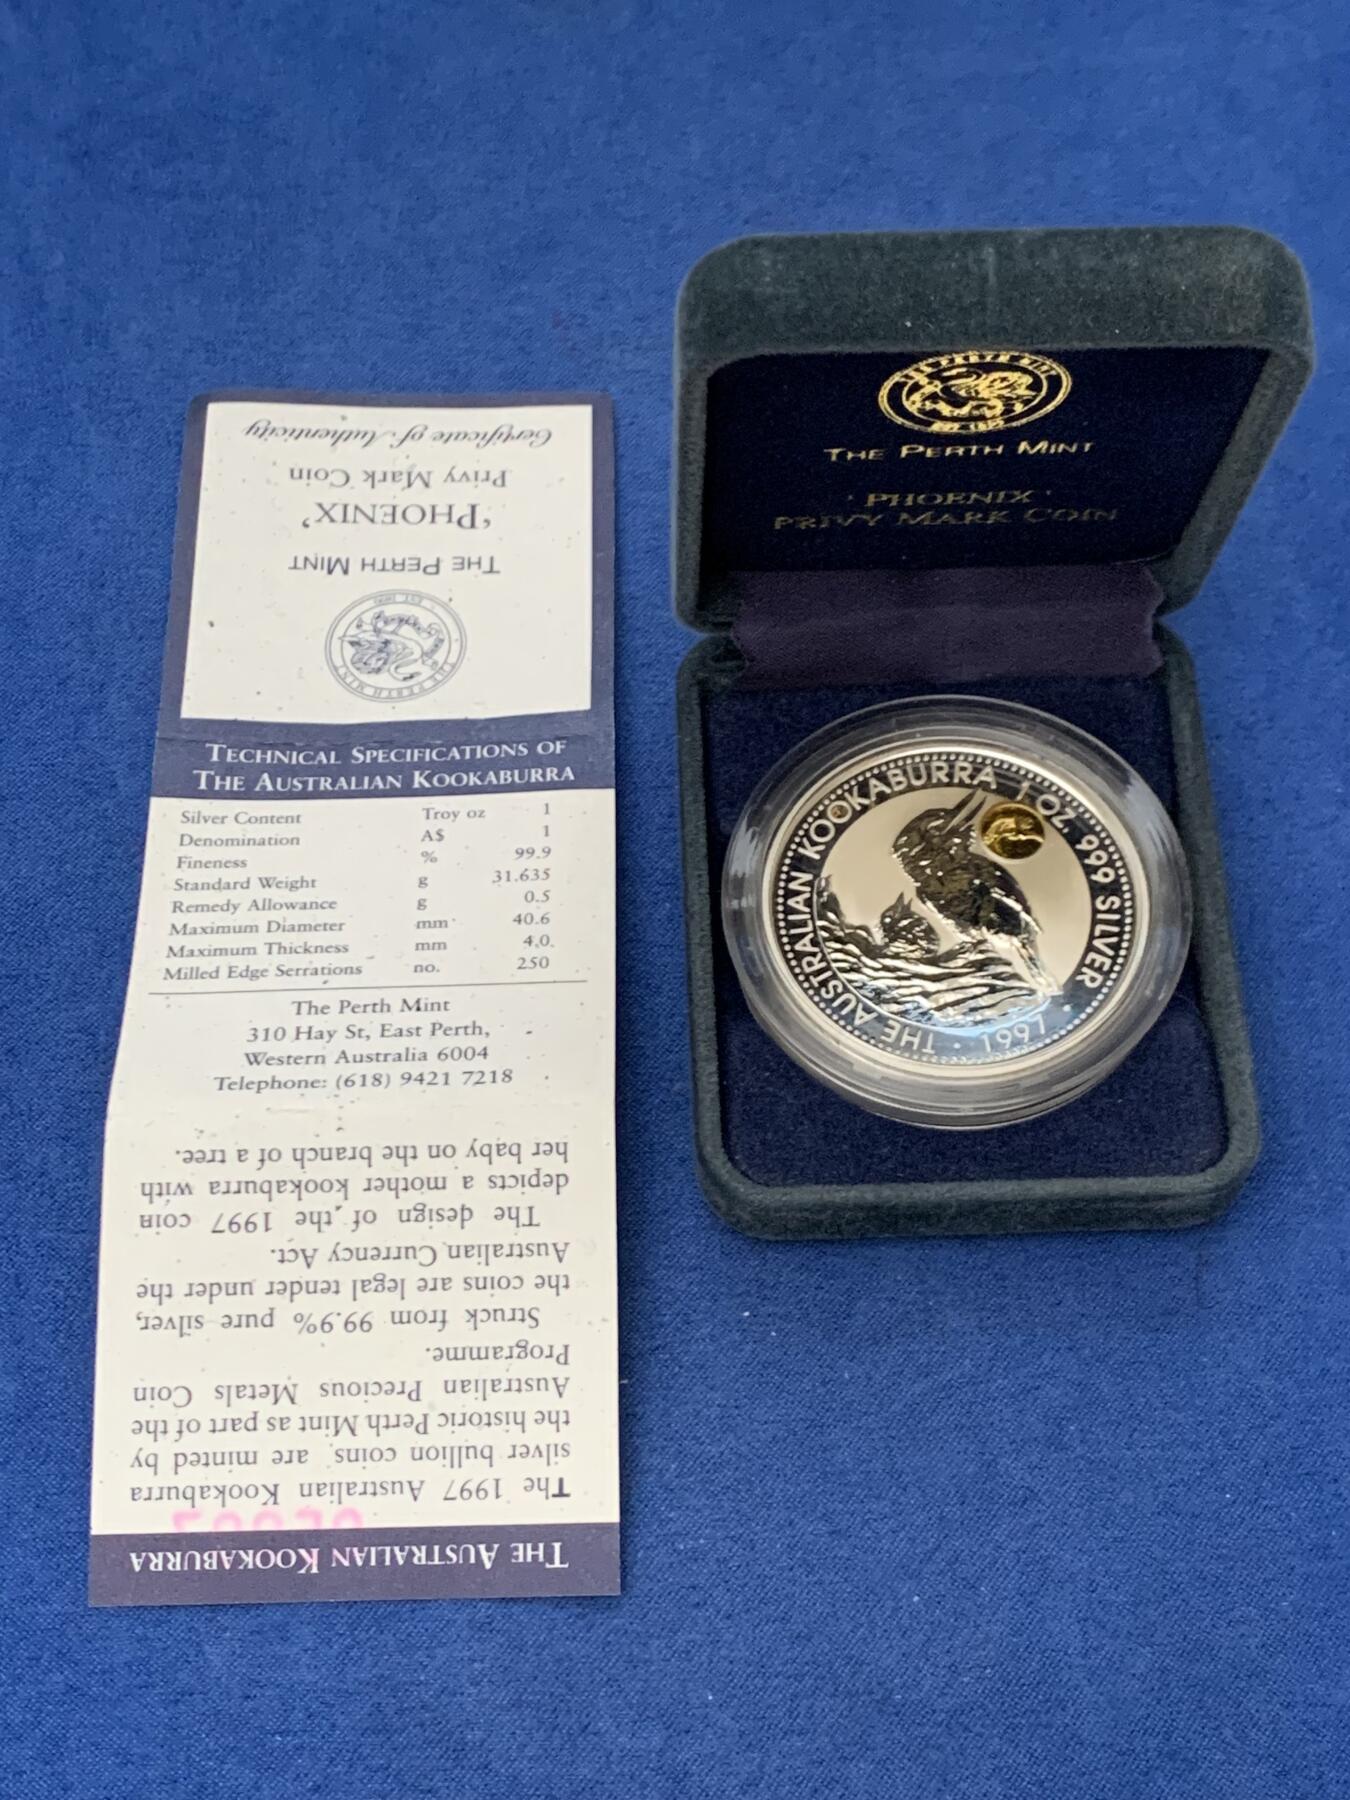 Certificate of Authenticity
Privy Mark Coin
'PHOENIX'
THE PERTH MINT
THE PERTH MINT
TECHNICAL SPECIFICATIONS OF
THE AUSTRALIAN KOOKABURRA
Silver Content Troy oz 1
Denomination A$ 1
Fineness % 99.9
Standard Weight g 31.635
Remedy Allowance g 0.5
Maximum Diameter mm 40.6
Maximum Thickness mm 4.0
Milled Edge Serrations no. 250
The Perth Mint
310 Hay St, East Perth,
Western Australia 6004
Telephone: (618) 9421 7218
THE AUSTRALIAN KOOKABURRA
The 1997 Australian Kookaburra
silver bullion coins are minted by
the historic Perth Mint as part of the
Australian Precious Metals Coin
Programme.
Struck from 99.9% pure silver,
the coins are legal tender under the
Australian Currency Act.
The design of the 1997 coin
depicts a mother kookaburra with
her baby on the branch of a tree.
THE PERTH MINT
THE PERTH MINT
'PHOENIX'
PRIVY MARK COIN
THE AUSTRALIAN KOOKABURRA 1 OZ. 999 SILVER
· 1997 ·